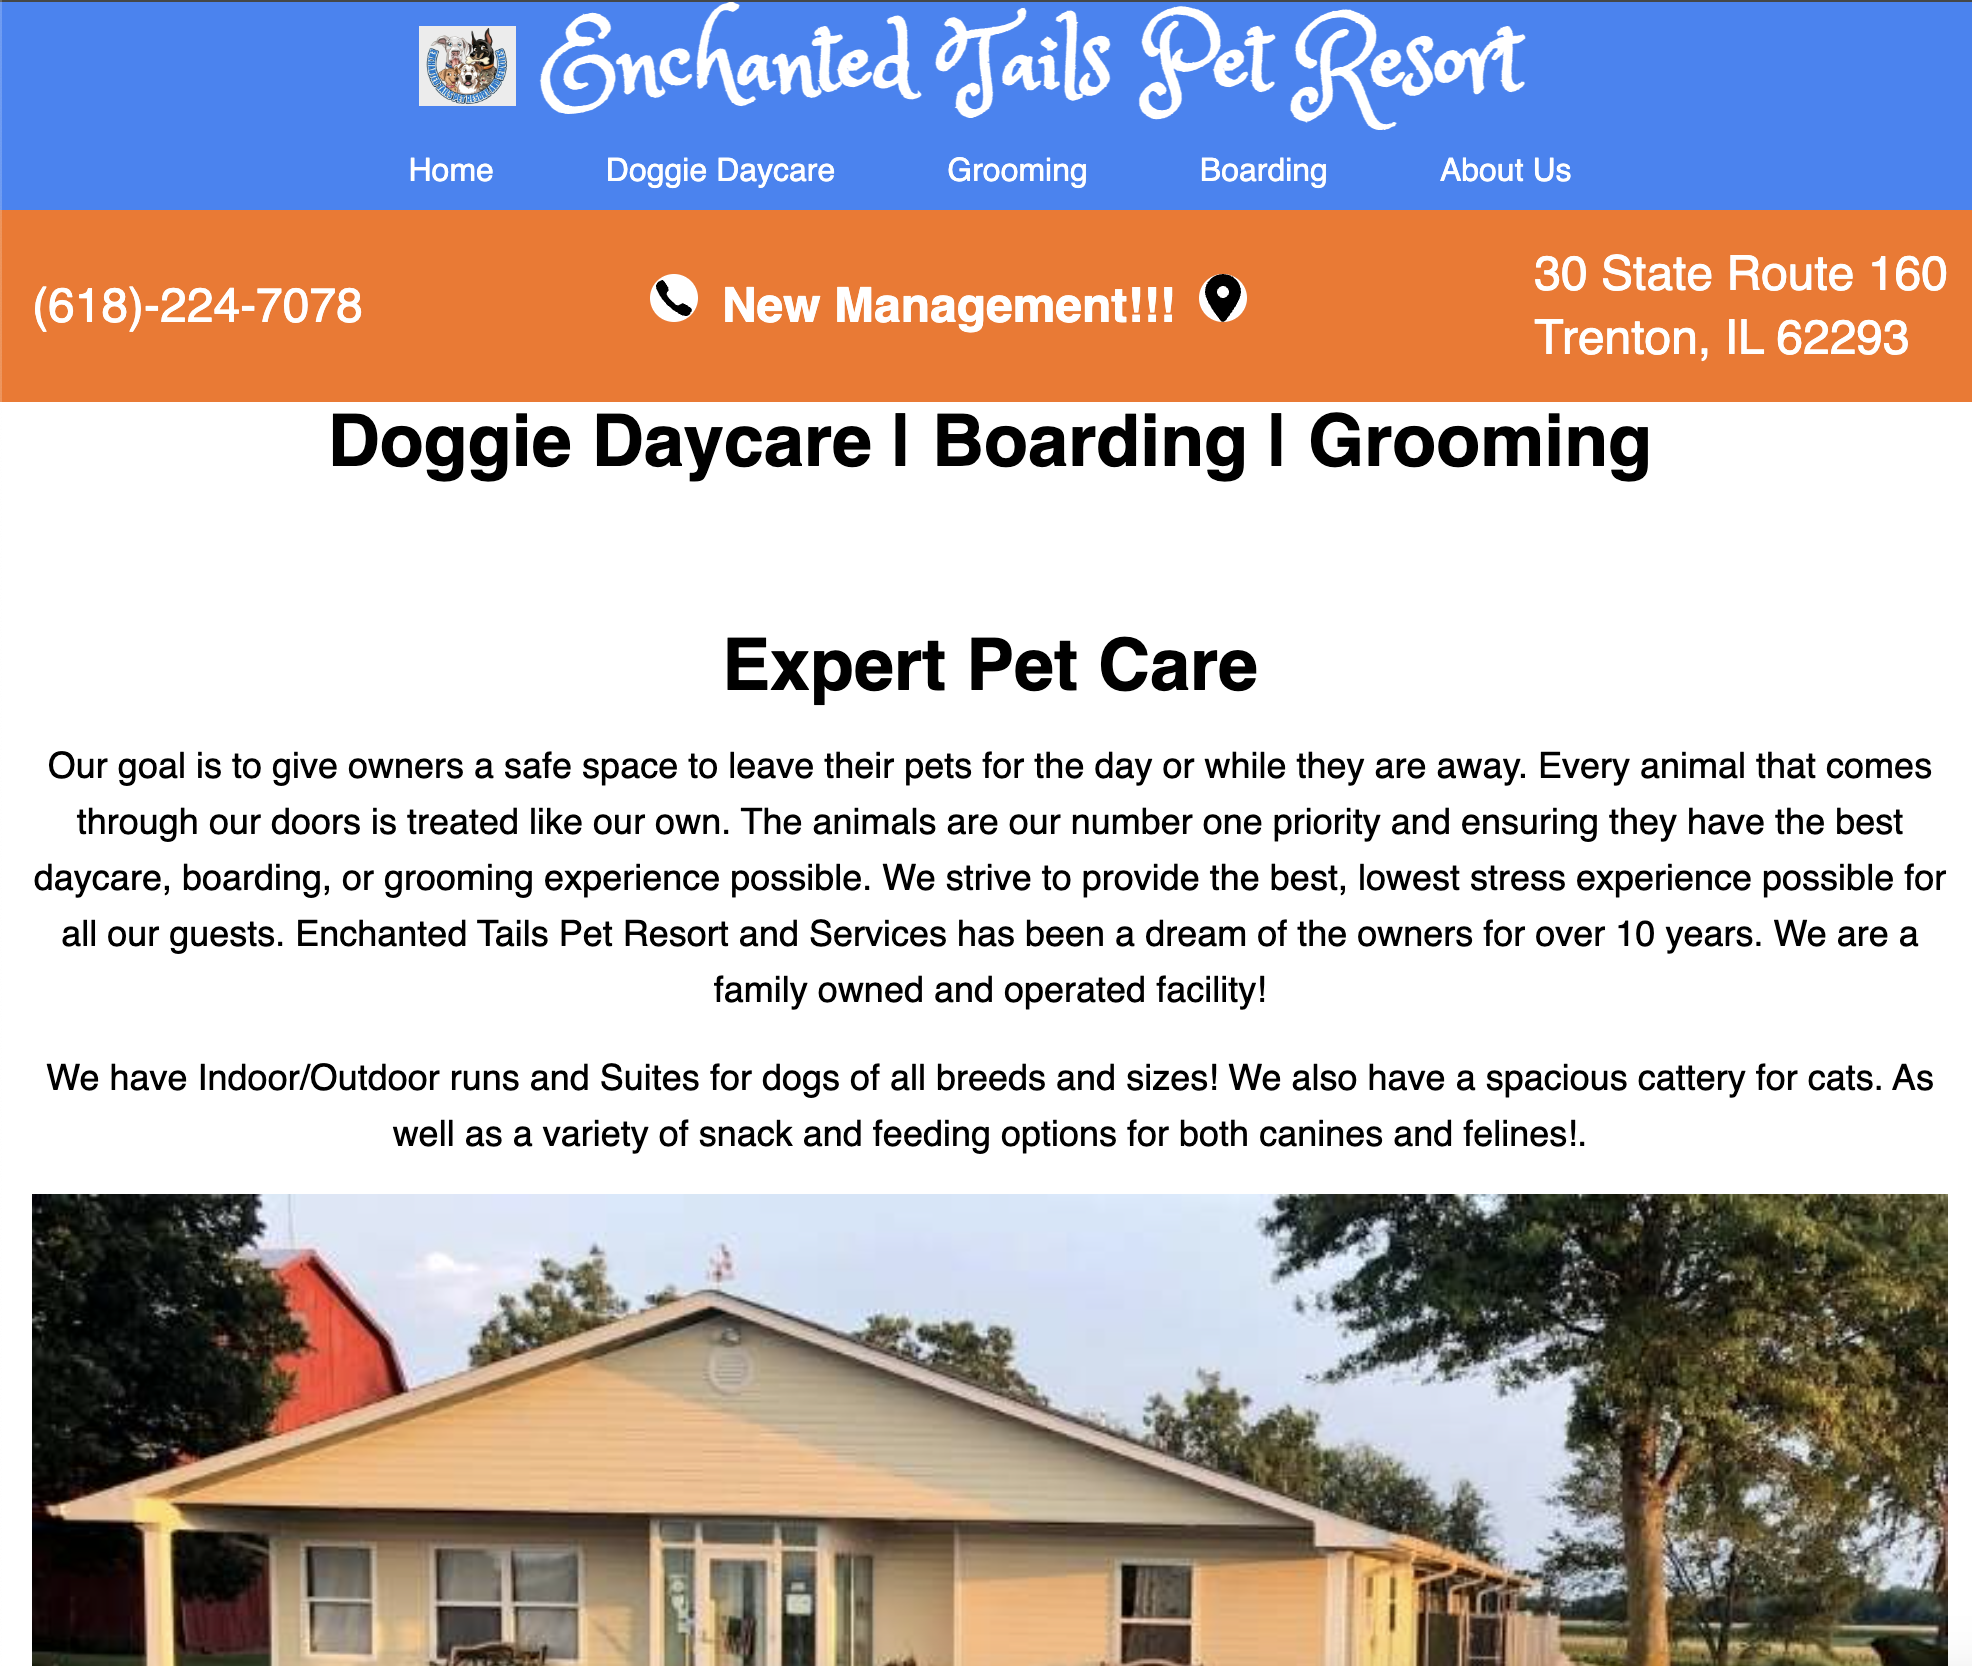 Enchanted Tails Pet Resort
Home Doggie Daycare Grooming Boarding About Us
(618)-224-7078
New Management!!!
30 State Route 160
Trenton, IL 62293
Doggie Daycare | Boarding | Grooming
Expert Pet Care
Our goal is to give owners a safe space to leave their pets for the day or while they are away. Every animal that comes
through our doors is treated like our own. The animals are our number one priority and ensuring they have the best
daycare, boarding, or grooming experience possible. We strive to provide the best, lowest stress experience possible for
all our guests. Enchanted Tails Pet Resort and Services has been a dream of the owners for over 10 years. We are a
family owned and operated facility!
We have Indoor/Outdoor runs and Suites for dogs of all breeds and sizes! We also have a spacious cattery for cats. As
well as a variety of snack and feeding options for both canines and felines!.